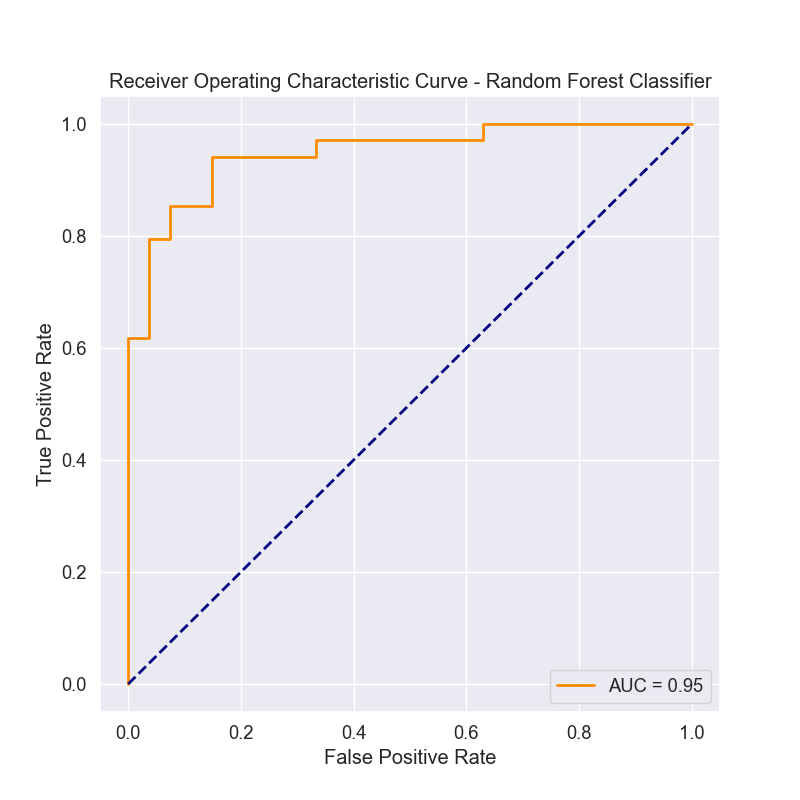 Receiver Operating Characteristic Curve - Random Forest Classifier
1.0
0.8
0.6
0.4
0.2
0.0
True Positive Rate
AUC = 0.95
0.0 0.2 0.4 0.6 0.8 1.0
False Positive Rate